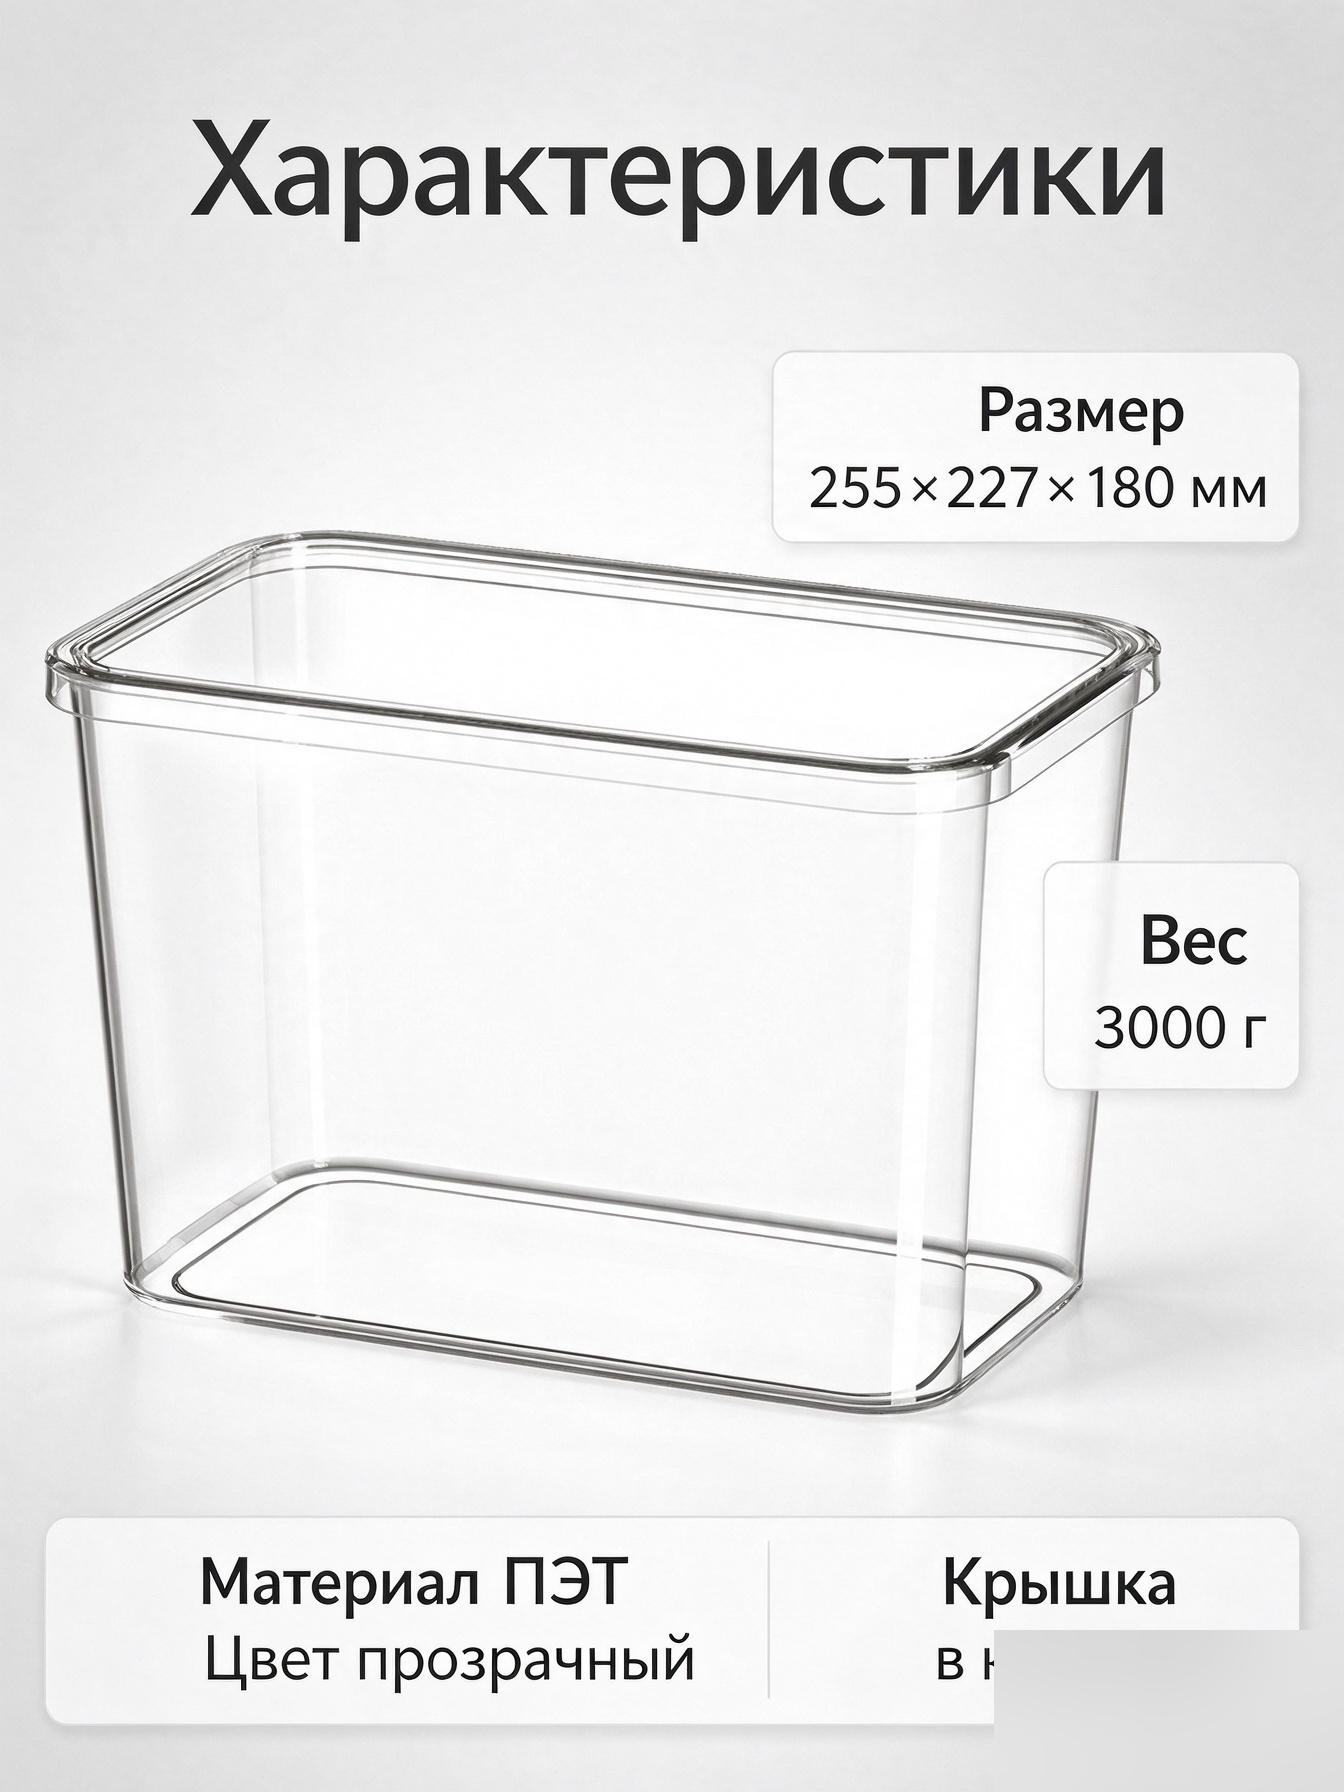 Характеристики
Размер
255×227×180 мм
Вес
3000 г
Материал ПЭТ
Цвет прозрачный
Крышка
в